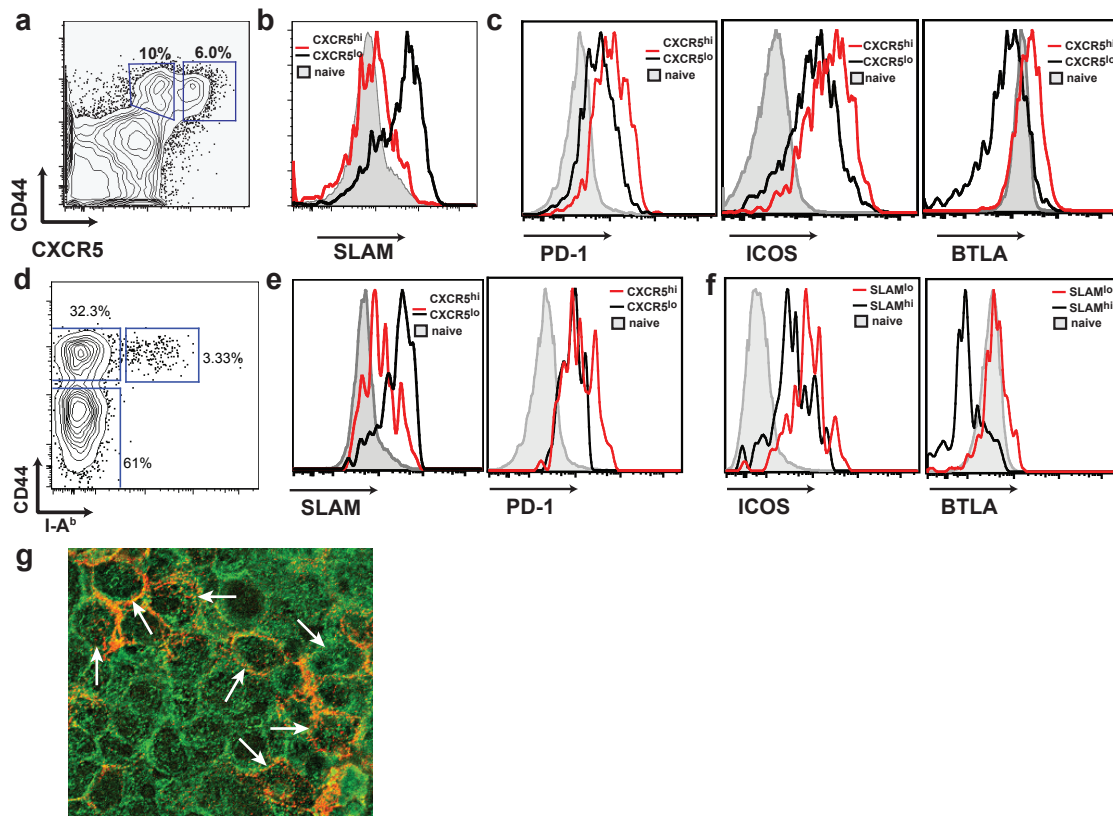 a
10%
6.0%
CD44
CXCR5
b
CXCR5hi
CXCR5lo
naive
SLAM
c
CXCR5hi
CXCR5lo
naive
PD-1
CXCR5hi
CXCR5lo
naive
ICOS
CXCR5hi
CXCR5lo
naive
BTLA
d
32.3%
3.33%
61%
CD44
I-Ab
e
CXCR5hi
CXCR5lo
naive
SLAM
CXCR5hi
CXCR5lo
naive
PD-1
f
SLAMlo
SLAMhi
naive
ICOS
SLAMlo
SLAMhi
naive
BTLA
g